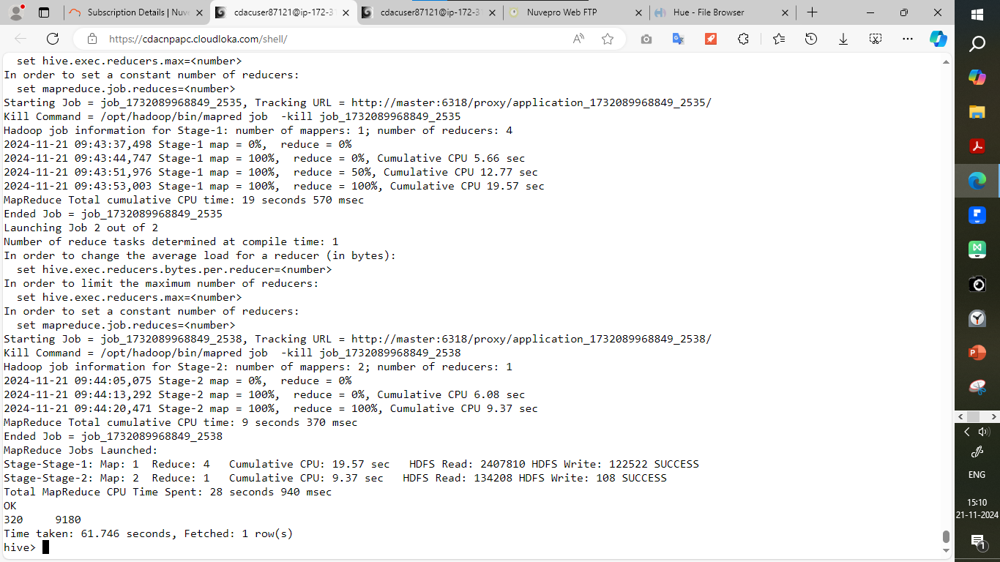 Subscription Details | Nuve
cdacuser87121@ip-172-3
cdacuser87121@ip-172-3
Nuvepro Web FTP
Hue - File Browser
https://cdacnpapc.cloudloka.com/shell/
  set hive.exec.reducers.max=<number>
In order to set a constant number of reducers:
  set mapreduce.job.reduces=<number>
Starting Job = job_1732089968849_2535, Tracking URL = http://master:6318/proxy/application_1732089968849_2535/
Kill Command = /opt/hadoop/bin/mapred job  -kill job_1732089968849_2535
Hadoop job information for Stage-1: number of mappers: 1; number of reducers: 4
2024-11-21 09:43:37,498 Stage-1 map = 0%,  reduce = 0%
2024-11-21 09:43:44,747 Stage-1 map = 100%,  reduce = 0%, Cumulative CPU 5.66 sec
2024-11-21 09:43:51,976 Stage-1 map = 100%,  reduce = 50%, Cumulative CPU 12.77 sec
2024-11-21 09:43:53,003 Stage-1 map = 100%,  reduce = 100%, Cumulative CPU 19.57 sec
MapReduce Total cumulative CPU time: 19 seconds 570 msec
Ended Job = job_1732089968849_2535
Launching Job 2 out of 2
Number of reduce tasks determined at compile time: 1
In order to change the average load for a reducer (in bytes):
  set hive.exec.reducers.bytes.per.reducer=<number>
In order to limit the maximum number of reducers:
  set hive.exec.reducers.max=<number>
In order to set a constant number of reducers:
  set mapreduce.job.reduces=<number>
Starting Job = job_1732089968849_2538, Tracking URL = http://master:6318/proxy/application_1732089968849_2538/
Kill Command = /opt/hadoop/bin/mapred job  -kill job_1732089968849_2538
Hadoop job information for Stage-2: number of mappers: 2; number of reducers: 1
2024-11-21 09:44:05,075 Stage-2 map = 0%,  reduce = 0%
2024-11-21 09:44:13,292 Stage-2 map = 100%,  reduce = 0%, Cumulative CPU 6.08 sec
2024-11-21 09:44:20,471 Stage-2 map = 100%,  reduce = 100%, Cumulative CPU 9.37 sec
MapReduce Total cumulative CPU time: 9 seconds 370 msec
Ended Job = job_1732089968849_2538
MapReduce Jobs Launched:
Stage-Stage-1: Map: 1  Reduce: 4   Cumulative CPU: 19.57 sec   HDFS Read: 2407810 HDFS Write: 122522 SUCCESS
Stage-Stage-2: Map: 2  Reduce: 1   Cumulative CPU: 9.37 sec   HDFS Read: 134208 HDFS Write: 108 SUCCESS
Total MapReduce CPU Time Spent: 28 seconds 940 msec
OK
320     9180
Time taken: 61.746 seconds, Fetched: 1 row(s)
hive>
ENG
15:10
21-11-2024
1